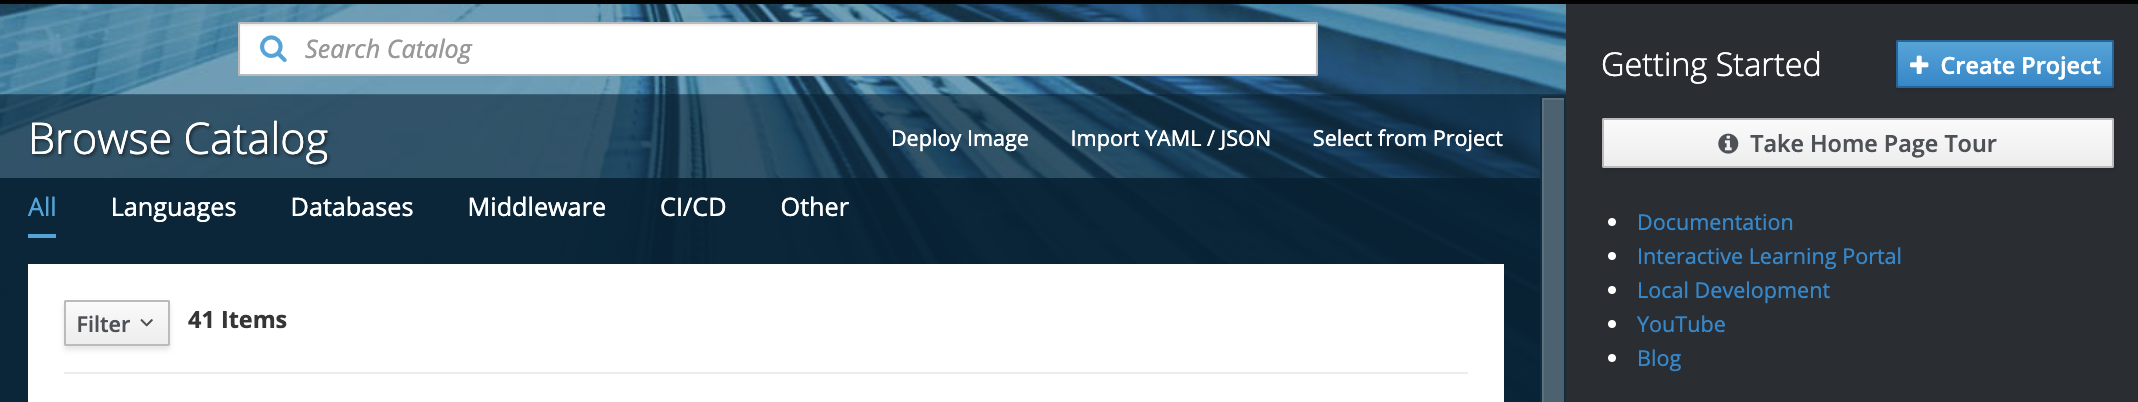 Search Catalog
Browse Catalog
Deploy Image
Import YAML / JSON
Select from Project
All
Languages
Databases
Middleware
CI/CD
Other
Filter
41 Items
Getting Started
Create Project
Take Home Page Tour
Documentation
Interactive Learning Portal
Local Development
YouTube
Blog